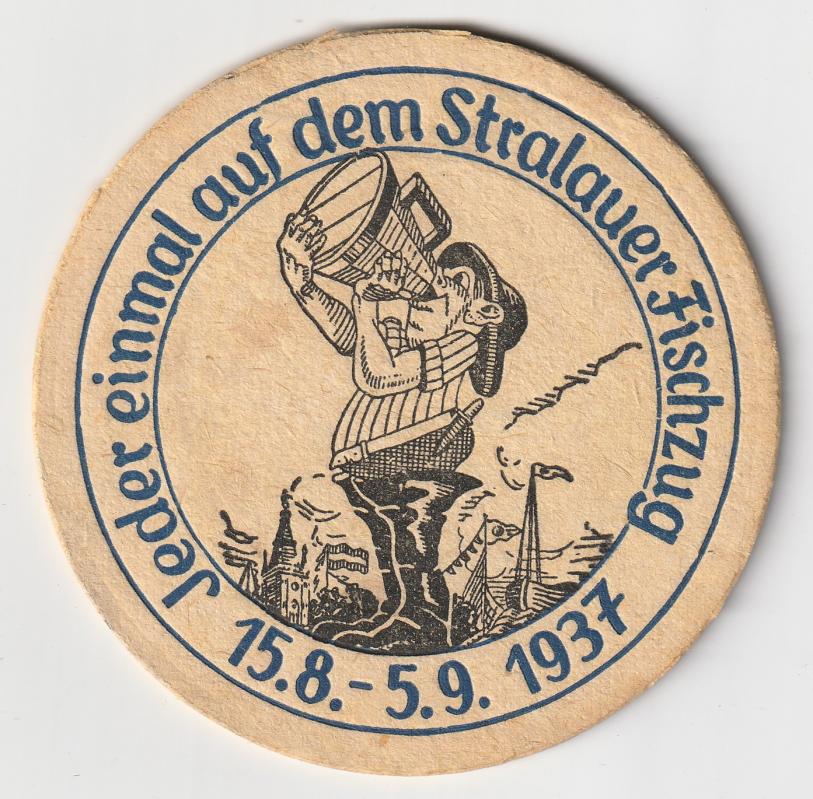 Jeder einmal auf dem Stralauer Fischzug
15.8. - 5.9. 1937